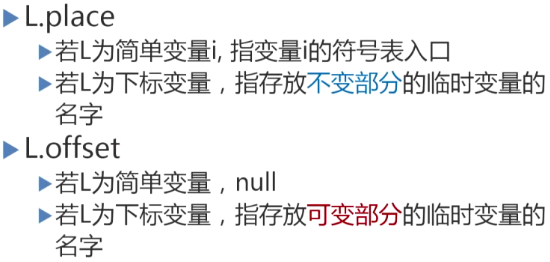 L.place
若L为简单变量i, 指变量i的符号表入口
若L为下标变量，指存放不变部分的临时变量的
名字
L.offset
若L为简单变量，null
若L为下标变量，指存放可变部分的临时变量的
名字